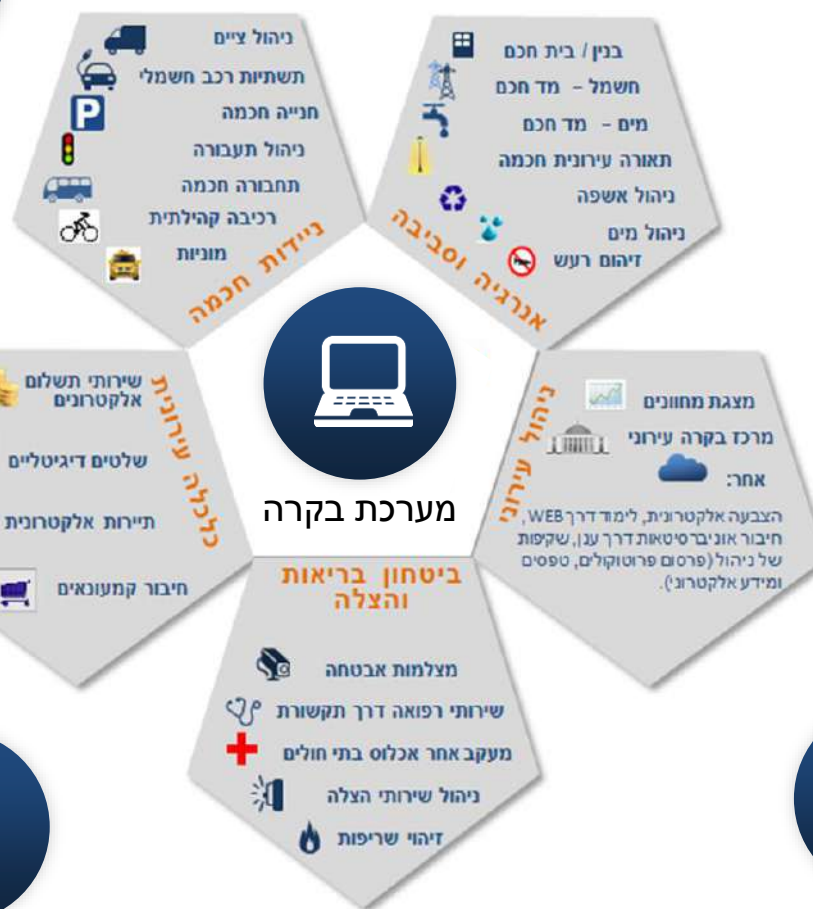 בנין / בית חכם
חשמל – מד חכם
מים – מד חכם
תאורה עירונית חכמה
ניהול אשפה
ניהול מים
זיהום רעש
אנרגיה וסביבה
ניהול ציים
תשתיות רכב חשמלי
חנייה חכמה
P
ניהול תעבורה
תחבורה חכמה
רכיבה קהילתית
מוניות
ניידות חכמה
ניהול עירוני
מצגת מחוונים
מרכז בקרה עירוני
אחר:
הצבעה אלקטרונית, לימוד דרך WEB,
חיבור אוניברסיטאות דרך ענן, שקיפות
של ניהול (פרסום פרוטוקולים, טפסים
ומידע אלקטרוני).
מערכת בקרה
כלכלה עירונית
שירותי תשלום
אלקטרונים
שלטים דיגיטליים
תיירות אלקטרונית
חיבור קמעונאים
ביטחון בריאות
והצלה
מצלמות אבטחה
שירותי רפואה דרך תקשורת
מעקב אחר אכלוס בתי חולים
ניהול שירותי הצלה
זיהוי שריפות